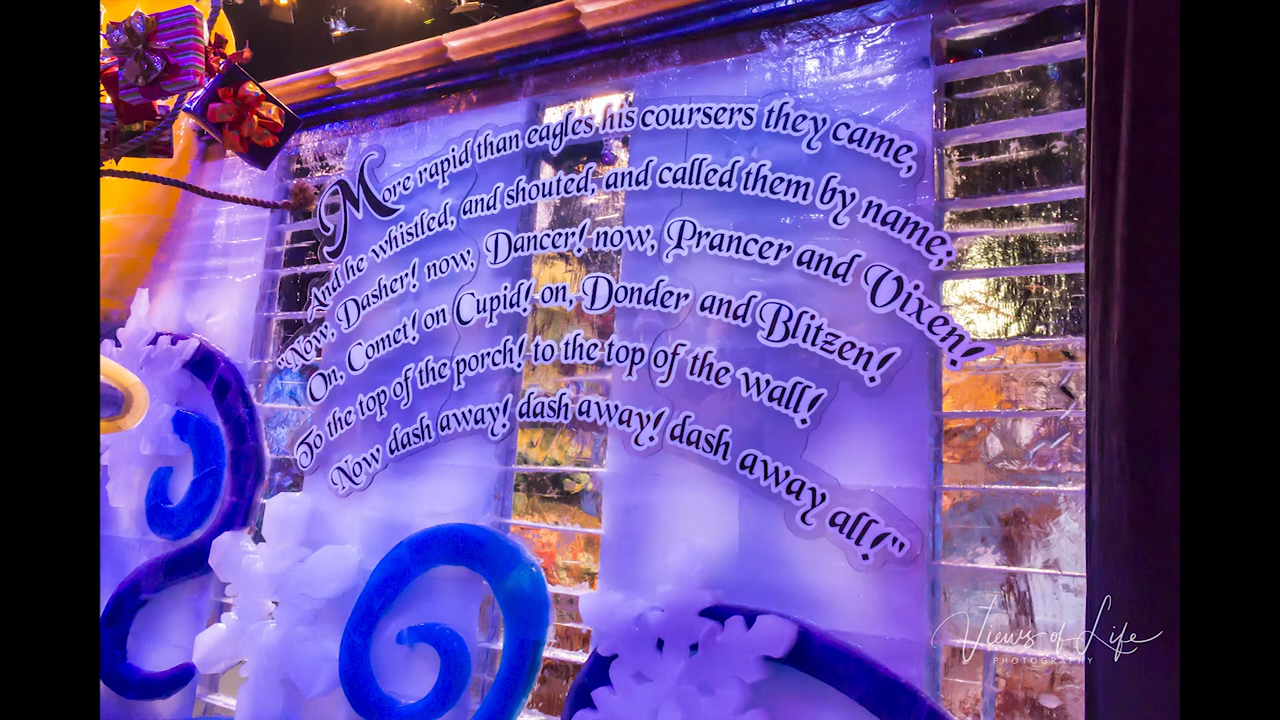 More rapid than eagles his coursers they came,
And he whistled, and shouted, and called them by name;
"Now, Dasher! now, Dancer! now, Prancer and Vixen!
On, Comet! on Cupid! on, Donder and Blitzen!
To the top of the porch! to the top of the wall!
Now dash away! dash away! dash away all!"
Views of Life
PHOTOGRAPHY